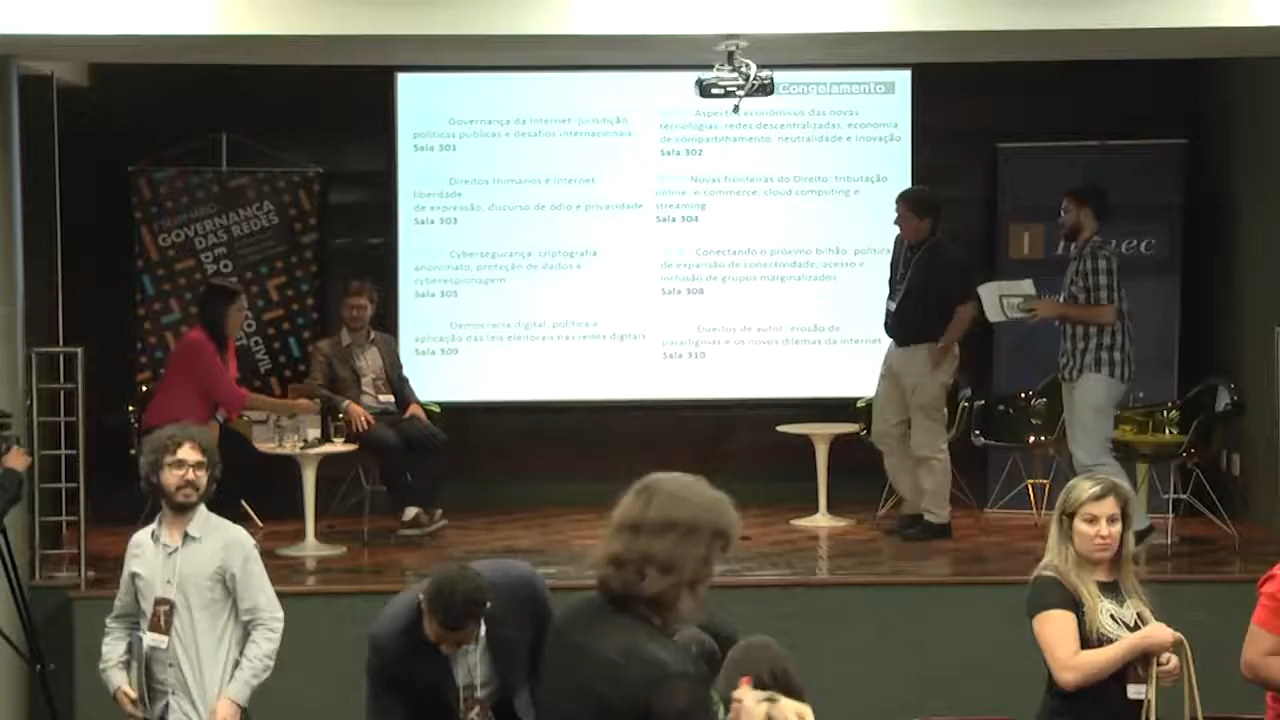 Congelamento
Governança da Internet: jurisdição,
políticas públicas e desafios internacionais
Sala 301
Aspectos econômicos das novas
tecnologias: redes descentralizadas, economia
de compartilhamento, neutralidade e inovação
Sala 302
Direitos Humanos e Internet:
liberdade
de expressão, discurso de ódio e privacidade
Sala 303
Novas fronteiras do Direito: tributação
online, e-commerce, cloud computing e
streaming
Sala 304
Cybersegurança: criptografia
anonimato, proteção de dados e
cyberespionagem
Sala 305
Conectando o próximo bilhão: política
de expansão de conectividade, acesso e
inclusão de grupos marginalizados
Sala 308
Democracia digital: política e
aplicação das leis eleitorais nas redes digitais
Sala 309
Direitos de autor: erosão de
paradigmas e os novos dilemas da internet
Sala 310
GOVERNANÇA
DAS REDES
E O
CIVIL